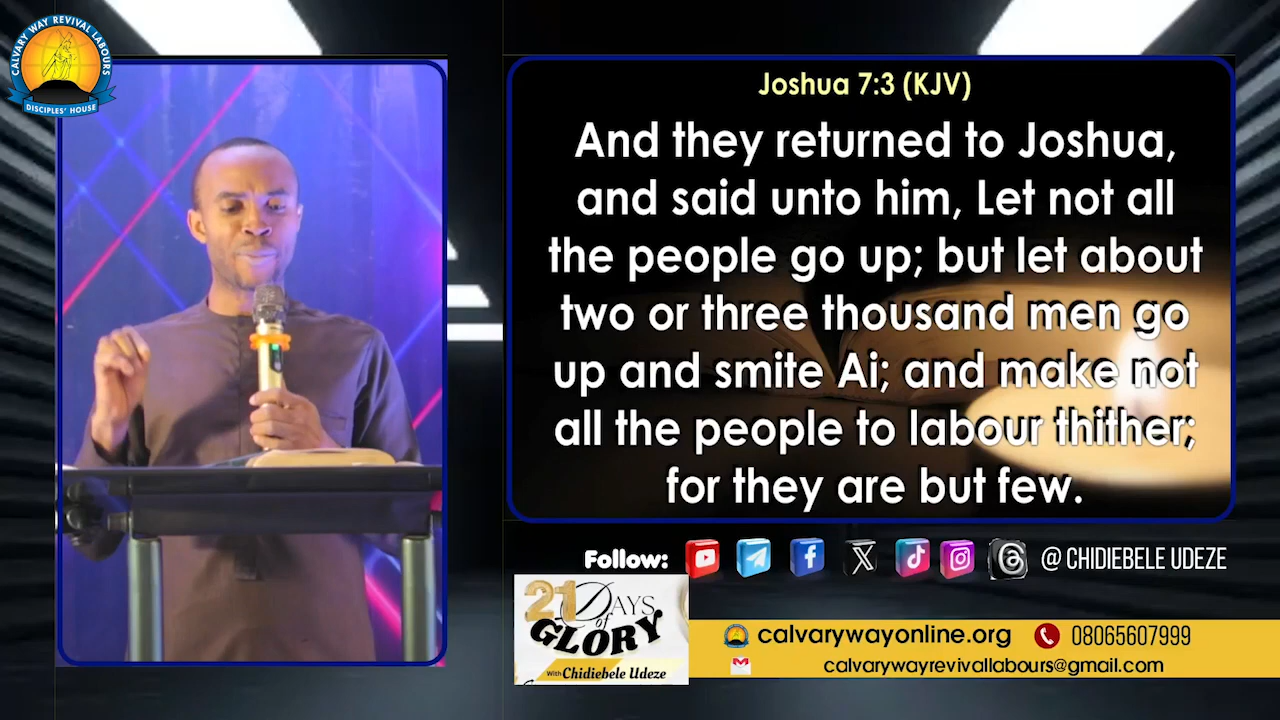 CALVARY WAY REVIVAL LABOURS
DISCIPLES' HOUSE
Joshua 7:3 (KJV)
And they returned to Joshua,
and said unto him, Let not all
the people go up; but let about
two or three thousand men go
up and smite Ai; and make not
all the people to labour thither;
for they are but few.
Follow:
@ CHIDIEBELE UDEZE
21 DAYS
of
GLORY
With Chidiebele Udeze
calvarywayonline.org
08065607999
calvarywayrevivallabours@gmail.com